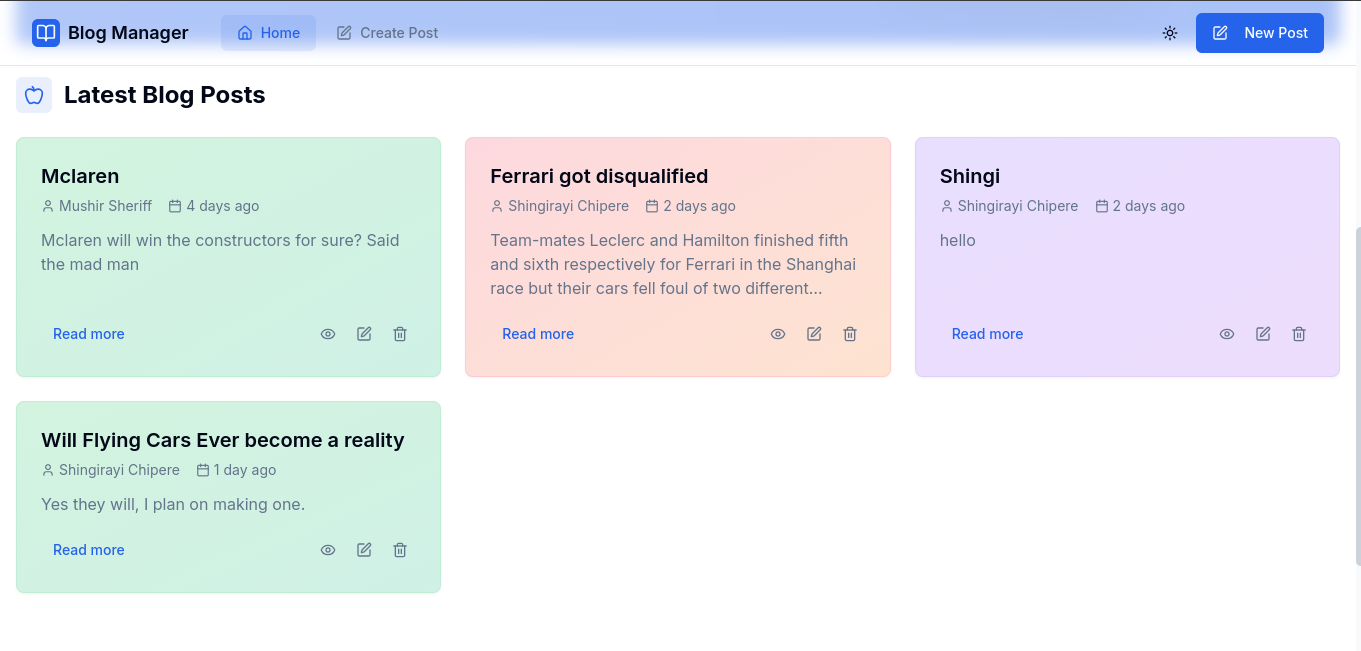 Blog Manager
Home
Create Post
New Post
Latest Blog Posts
Mclaren
Mushir Sheriff 4 days ago
Mclaren will win the constructors for sure? Said
the mad man
Read more
Ferrari got disqualified
Shingirayi Chipere 2 days ago
Team-mates Leclerc and Hamilton finished fifth
and sixth respectively for Ferrari in the Shanghai
race but their cars fell foul of two different...
Read more
Shingi
Shingirayi Chipere 2 days ago
hello
Read more
Will Flying Cars Ever become a reality
Shingirayi Chipere 1 day ago
Yes they will, I plan on making one.
Read more